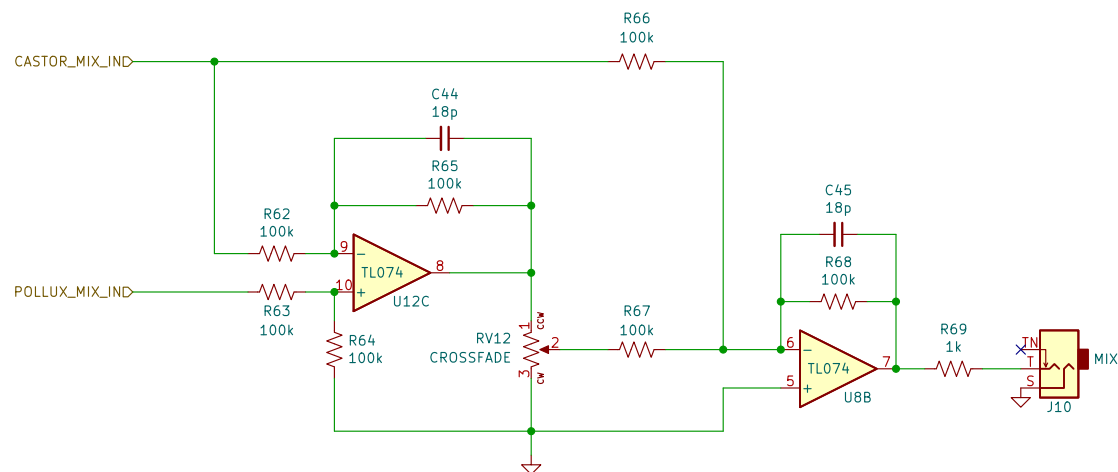 R66
100k
CASTOR_MIX_IN
C44
18p
R65
100k
C45
18p
R62
100k
9
8
TL074
10
U12C
R68
100k
POLLUX_MIX_IN
R63
100k
R64
100k
1
CCW
RV12
CROSSFADE
2
3
CW
R67
100k
6
7
TL074
5
U8B
R69
1k
TN
T
S
MIX
J10